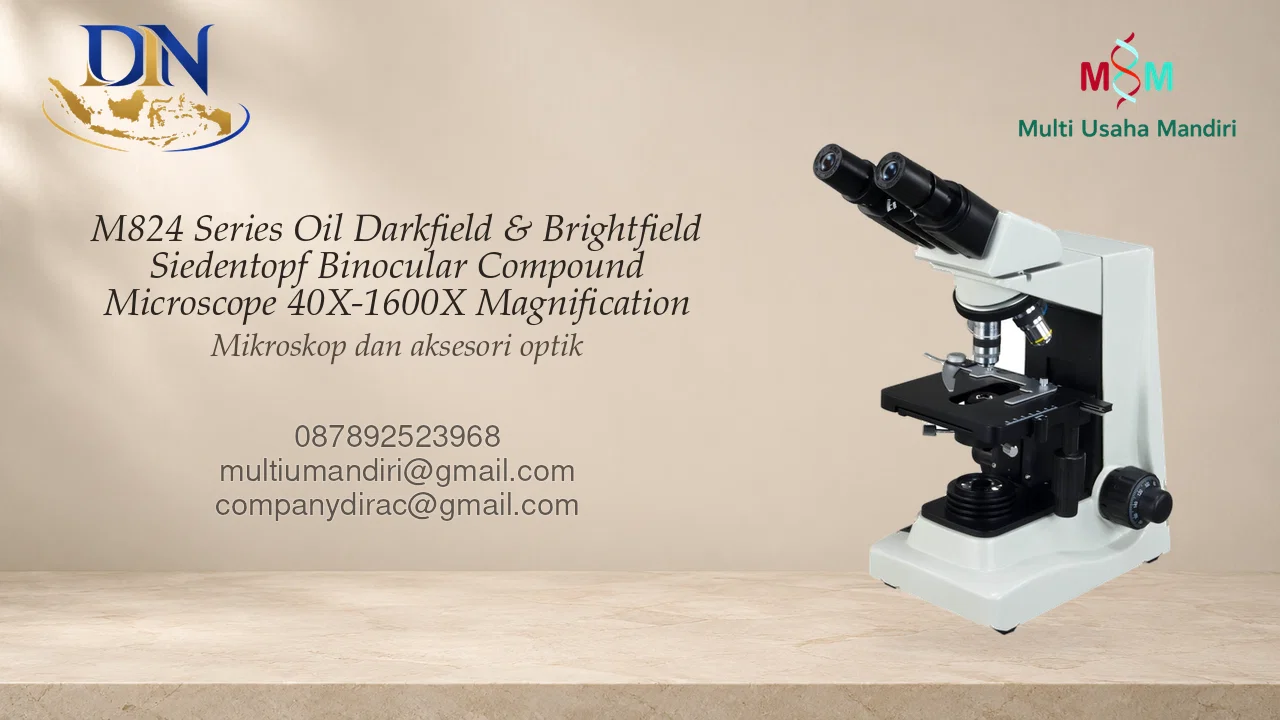 DIN
M8M
Multi Usaha Mandiri
M824 Series Oil Darkfield & Brightfield
Siedentopf Binocular Compound
Microscope 40X-1600X Magnification
Mikroskop dan aksesori optik
087892523968
multiumandiri@gmail.com
companydirac@gmail.com